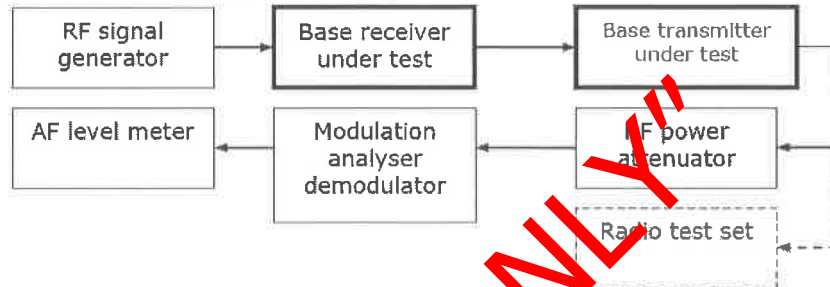 RF signal
generator
Base receiver
under test
Base transmitter
under test
AF level meter
Modulation
analyser
demodulator
RF power
attenuator
Radio test set
NLY"